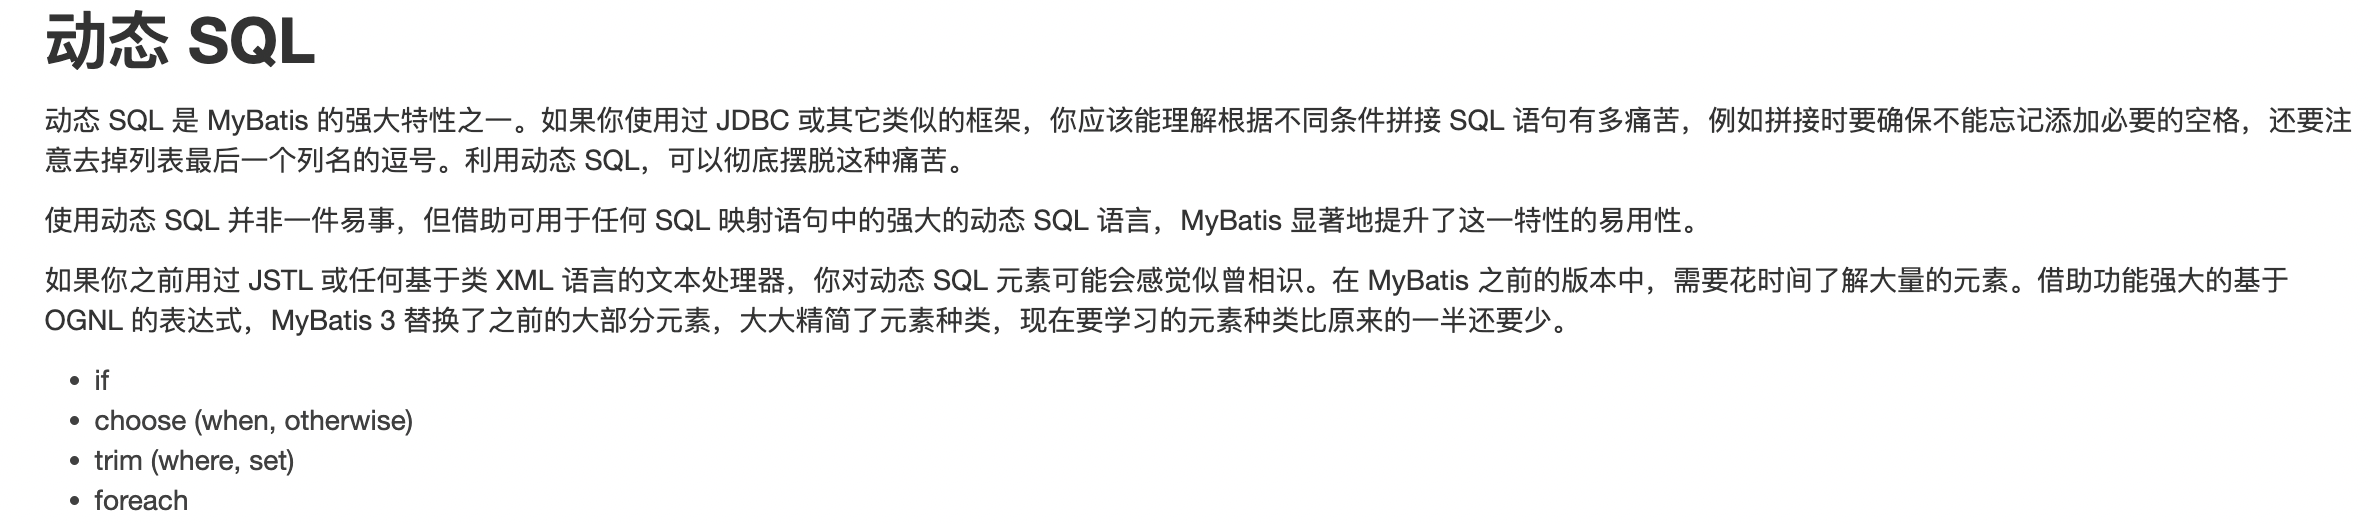 动态 SQL
动态 SQL 是 MyBatis 的强大特性之一。如果你使用过 JDBC 或其它类似的框架，你应该能理解根据不同条件拼接 SQL 语句有多痛苦，例如拼接时要确保不能忘记添加必要的空格，还要注
意去掉列表最后一个列名的逗号。利用动态 SQL，可以彻底摆脱这种痛苦。
使用动态 SQL 并非一件易事，但借助可用于任何 SQL 映射语句中的强大的动态 SQL 语言，MyBatis 显著地提升了这一特性的易用性。
如果你之前用过 JSTL 或任何基于类 XML 语言的文本处理器，你对动态 SQL 元素可能会感觉似曾相识。在 MyBatis 之前的版本中，需要花时间了解大量的元素。借助功能强大的基于
OGNL 的表达式，MyBatis 3 替换了之前的大部分元素，大大精简了元素种类，现在要学习的元素种类比原来的一半还要少。
• if
• choose (when, otherwise)
• trim (where, set)
• foreach